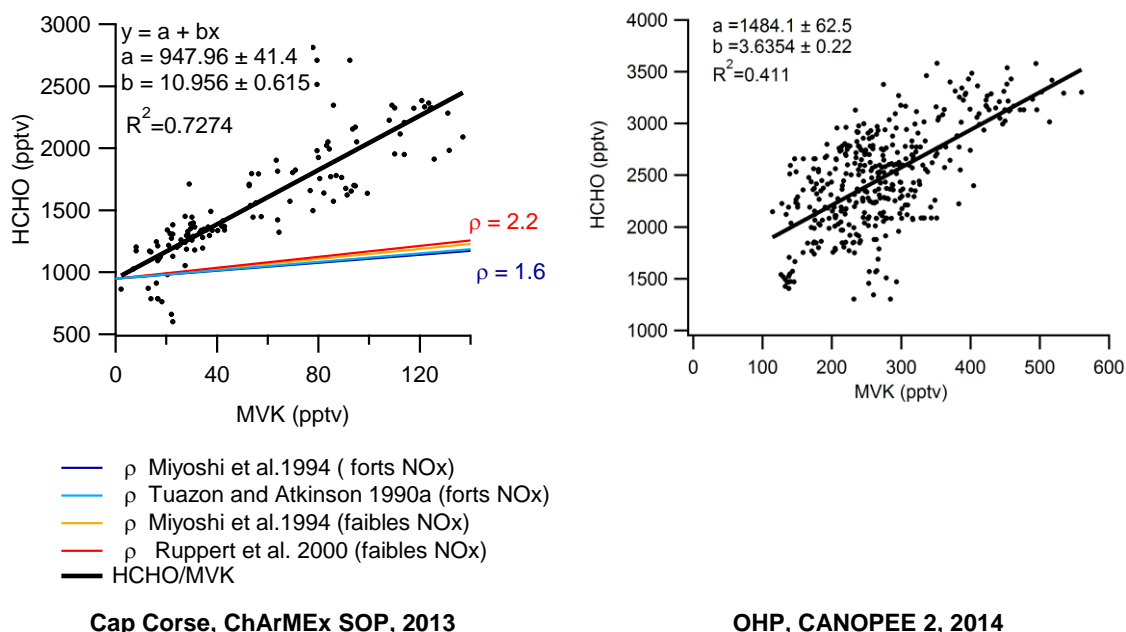 3000
2500
2000
1500
1000
500
HCHO (pptv)
y = a + bx
a = 947.96 ± 41.4
b = 10.956 ± 0.615
R²=0.7274
ρ = 2.2
ρ = 1.6
0 40 80 120
MVK (pptv)
ρ Miyoshi et al.1994 ( forts NOx)
ρ Tuazon and Atkinson 1990a (forts NOx)
ρ Miyoshi et al.1994 (faibles NOx)
ρ Ruppert et al. 2000 (faibles NOx)
HCHO/MVK
Cap Corse, ChArMEx SOP, 2013
a =1484.1 ± 62.5
b =3.6354 ± 0.22
R²=0.411
4000
3500
3000
2500
2000
1500
1000
HCHO (pptv)
0 100 200 300 400 500 600
MVK (pptv)
OHP, CANOPEE 2, 2014